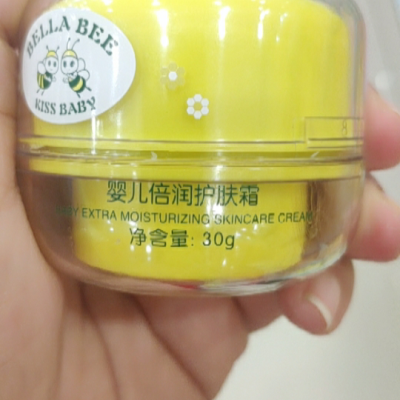 BELLA BEE
KISS BABY
婴儿倍润护肤霜
EXTRA MOISTURIZING SKINCARE CREAM
净含量: 30g